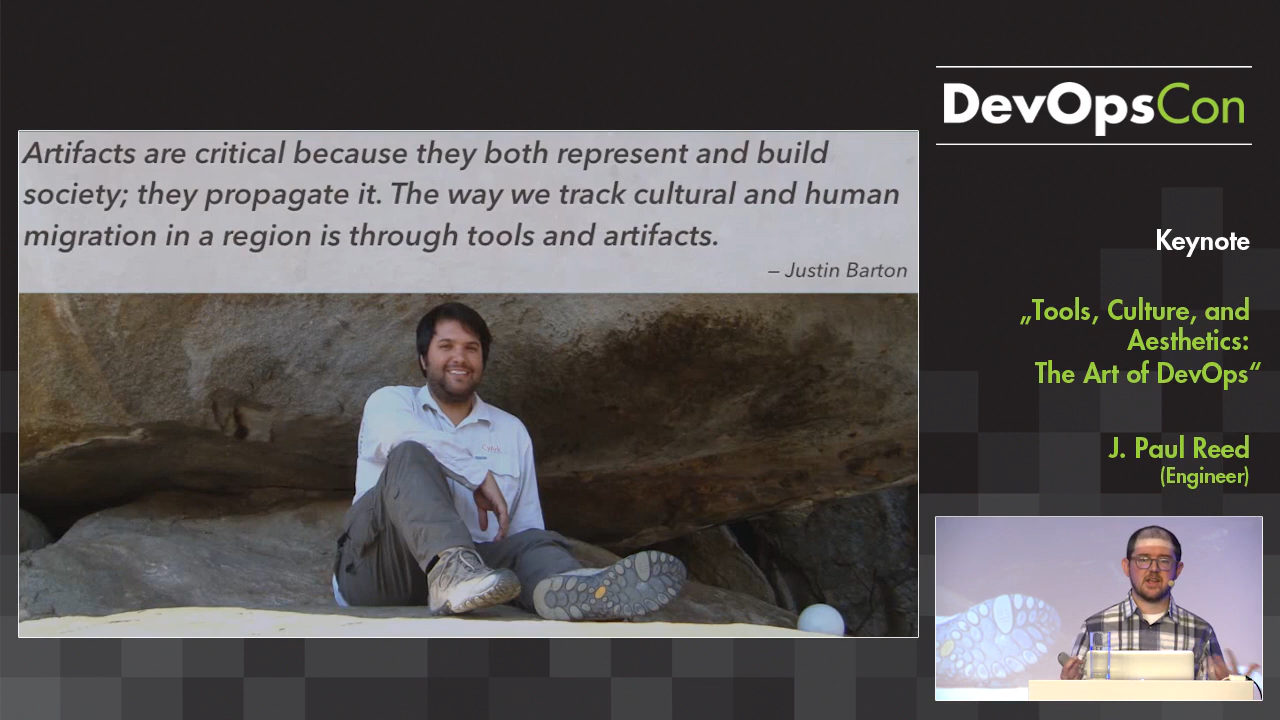 DevOpsCon
Artifacts are critical because they both represent and build
society; they propagate it. The way we track cultural and human
migration in a region is through tools and artifacts.
– Justin Barton
Keynote
„Tools, Culture, and
Aesthetics:
The Art of DevOps“
J. Paul Reed
(Engineer)